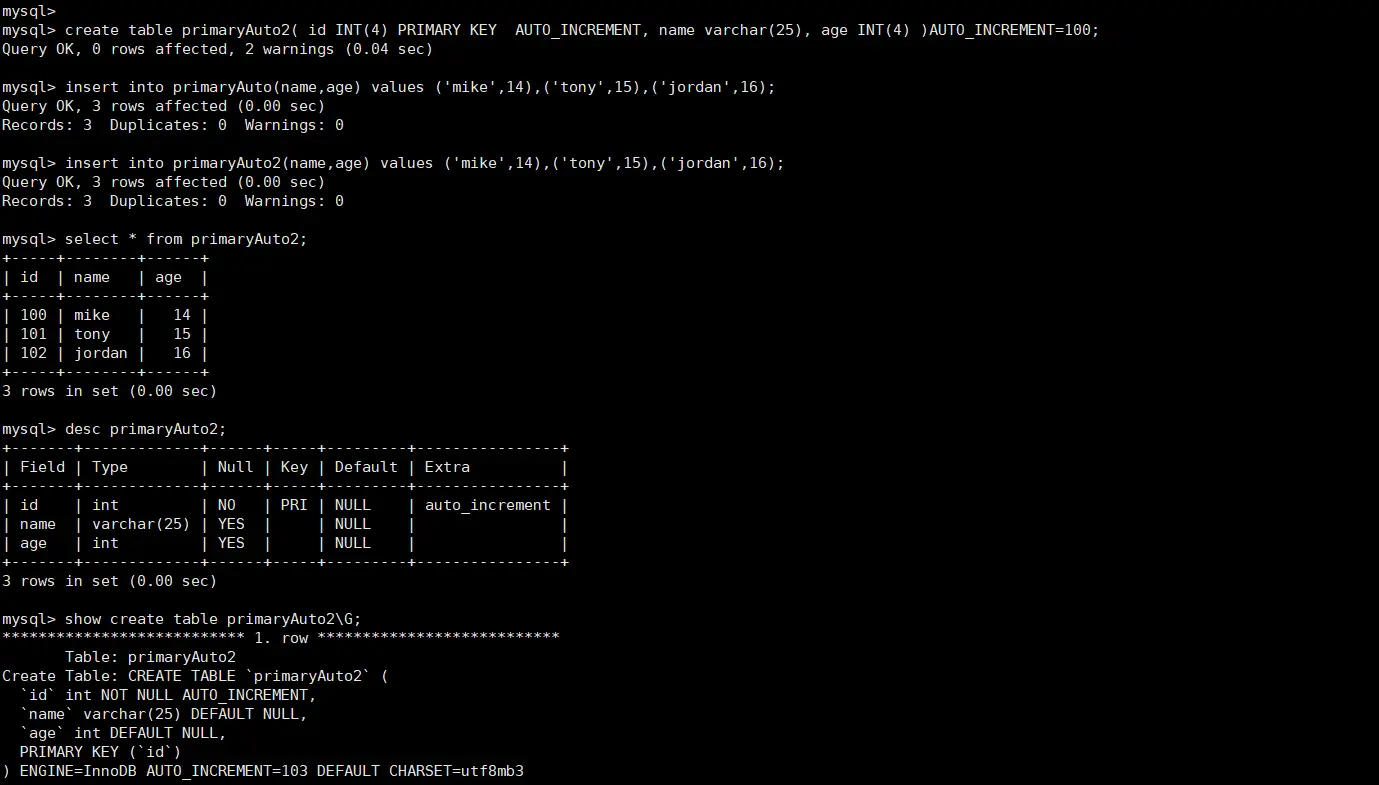 mysql>
mysql> create table primaryAuto2( id INT(4) PRIMARY KEY  AUTO_INCREMENT, name varchar(25), age INT(4) )AUTO_INCREMENT=100;
Query OK, 0 rows affected, 2 warnings (0.04 sec)

mysql> insert into primaryAuto(name,age) values ('mike',14),('tony',15),('jordan',16);
Query OK, 3 rows affected (0.00 sec)
Records: 3  Duplicates: 0  Warnings: 0

mysql> insert into primaryAuto2(name,age) values ('mike',14),('tony',15),('jordan',16);
Query OK, 3 rows affected (0.00 sec)
Records: 3  Duplicates: 0  Warnings: 0

mysql> select * from primaryAuto2;
+-----+--------+------+
| id  | name   | age  |
+-----+--------+------+
| 100 | mike   |   14 |
| 101 | tony   |   15 |
| 102 | jordan |   16 |
+-----+--------+------+
3 rows in set (0.00 sec)

mysql> desc primaryAuto2;
+-------+-------------+------+-----+---------+----------------+
| Field | Type        | Null | Key | Default | Extra          |
+-------+-------------+------+-----+---------+----------------+
| id    | int         | NO   | PRI | NULL    | auto_increment |
| name  | varchar(25) | YES  |     | NULL    |                |
| age   | int         | YES  |     | NULL    |                |
+-------+-------------+------+-----+---------+----------------+
3 rows in set (0.00 sec)

mysql> show create table primaryAuto2\G;
*************************** 1. row ***************************
       Table: primaryAuto2
Create Table: CREATE TABLE `primaryAuto2` (
  `id` int NOT NULL AUTO_INCREMENT,
  `name` varchar(25) DEFAULT NULL,
  `age` int DEFAULT NULL,
  PRIMARY KEY (`id`)
) ENGINE=InnoDB AUTO_INCREMENT=103 DEFAULT CHARSET=utf8mb3